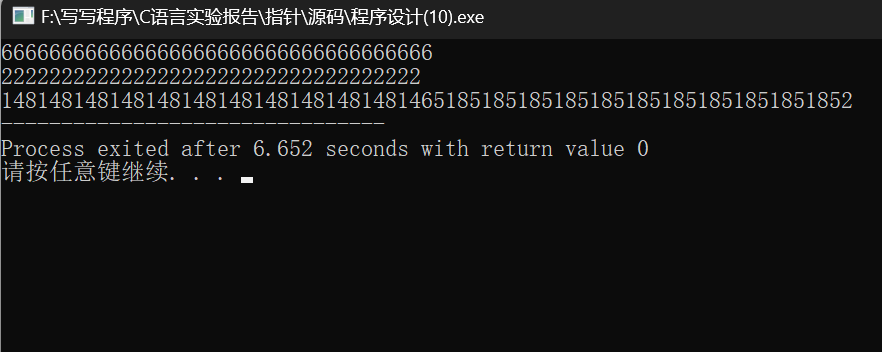 F:\写写程序\C语言实验报告\指针\源码\程序设计(10).exe
666666666666666666666666666666666666
22222222222222222222222222222222222
14814814814814814814814814814814814651851851851851851851851851851851852
--------------------------------
Process exited after 6.652 seconds with return value 0
请按任意键继续. . .